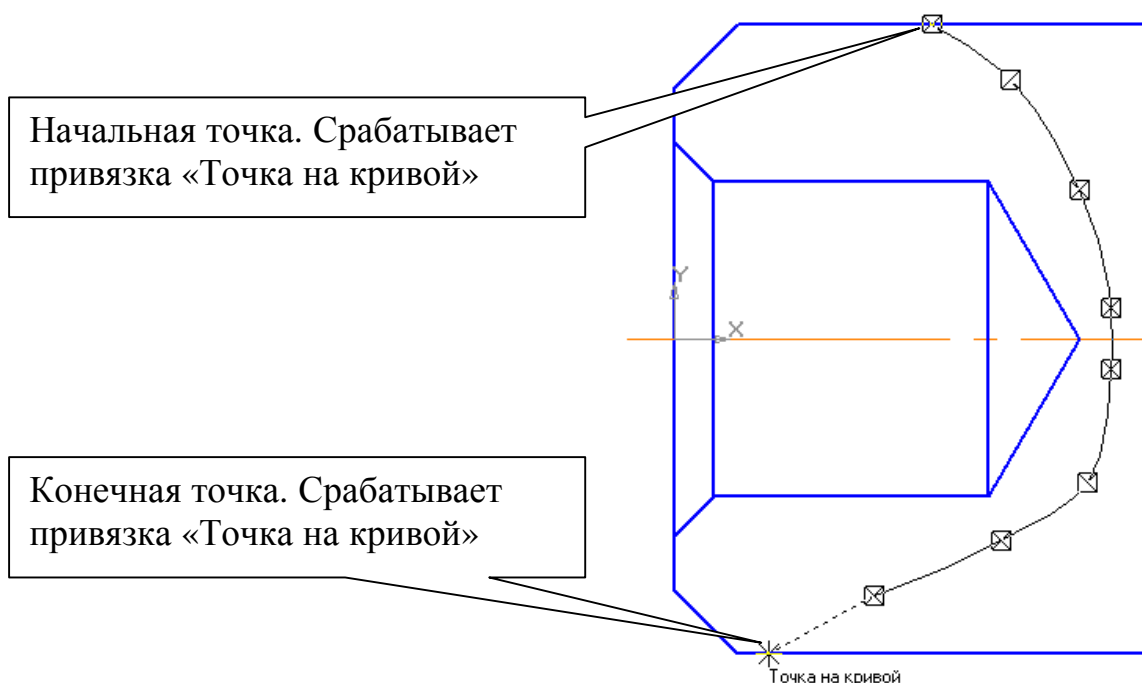 Начальная точка. Срабатывает
привязка «Точка на кривой»
Y
X
Конечная точка. Срабатывает
привязка «Точка на кривой»
Точка на кривой